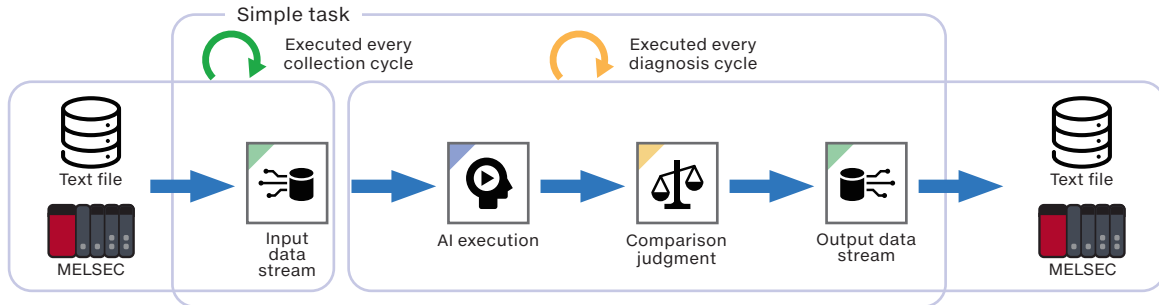 Simple task
Executed every
collection cycle
Executed every
diagnosis cycle
Text file
MELSEC
Input
data
stream
AI execution
Comparison
judgment
Output data
stream
Text file
MELSEC